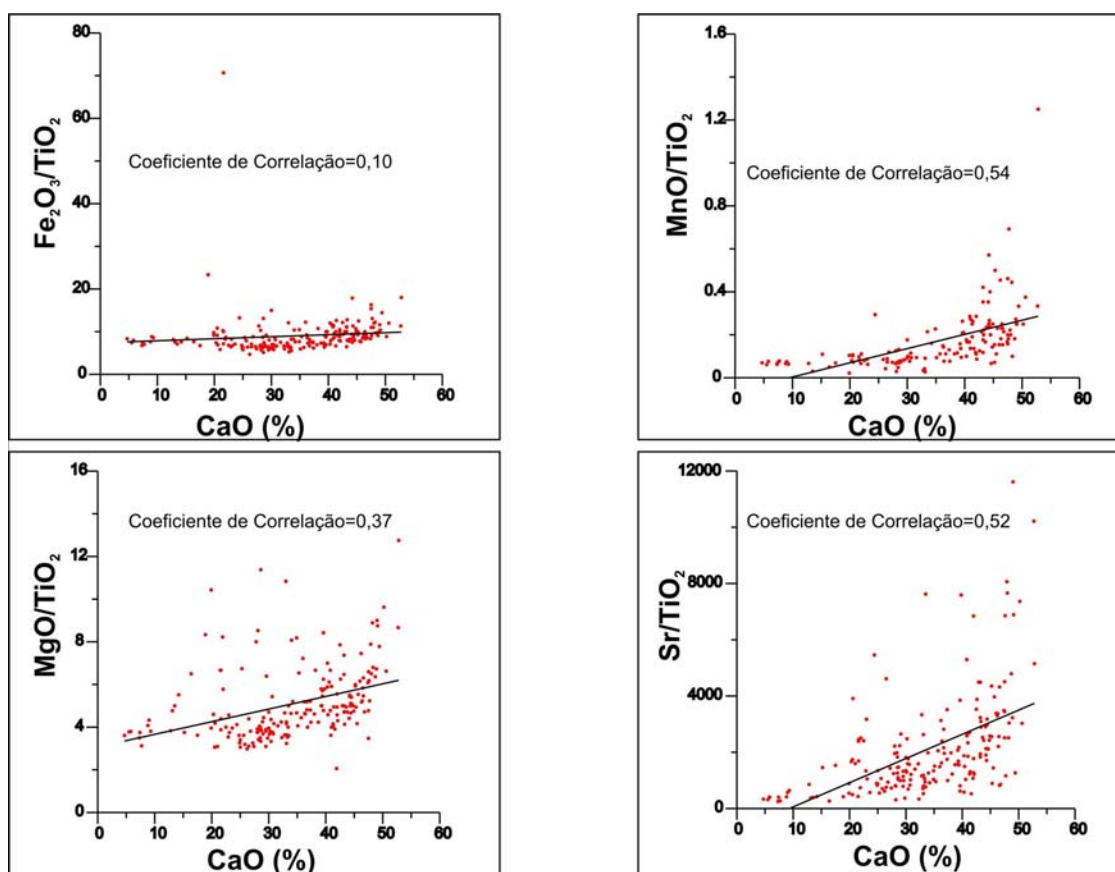 80
60
Coeficiente de Correlação=0,10
Fe₂O₃/TiO₂
40
20
0
0 10 20 30 40 50 60
CaO (%)
1.6
1.2
Coeficiente de Correlação=0,54
MnO/TiO₂
0.8
0.4
0
0 10 20 30 40 50 60
CaO (%)
16
Coeficiente de Correlação=0,37
12
MgO/TiO₂
8
4
0
0 10 20 30 40 50 60
CaO (%)
12000
Coeficiente de Correlação=0,52
8000
Sr/TiO₂
4000
0
0 10 20 30 40 50 60
CaO (%)